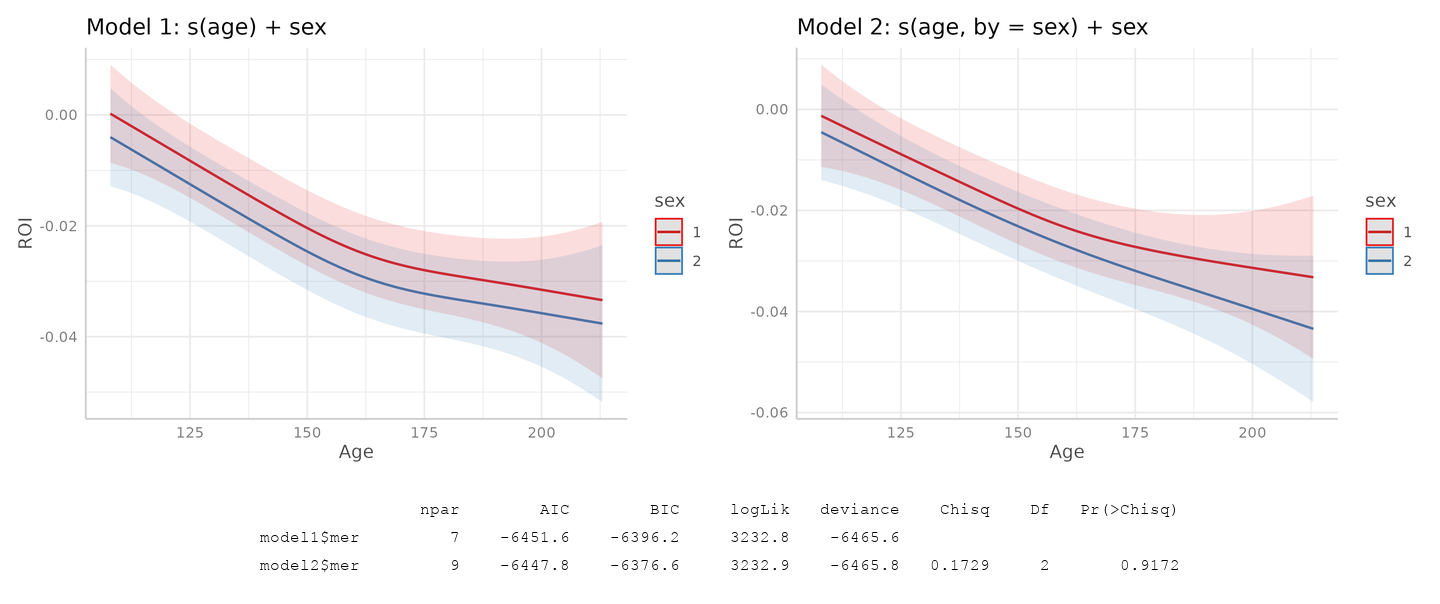 Model 1: s(age) + sex
0.00
-0.02
-0.04
ROI
125 150 175 200
Age
sex
1
2
Model 2: s(age, by = sex) + sex
0.00
-0.02
-0.04
-0.06
ROI
125 150 175 200
Age
sex
1
2
npar AIC BIC logLik deviance Chisq Df Pr(>Chisq)
model1$mer 7 -6451.6 -6396.2 3232.8 -6465.6
model2$mer 9 -6447.8 -6376.6 3232.9 -6465.8 0.1729 2 0.9172